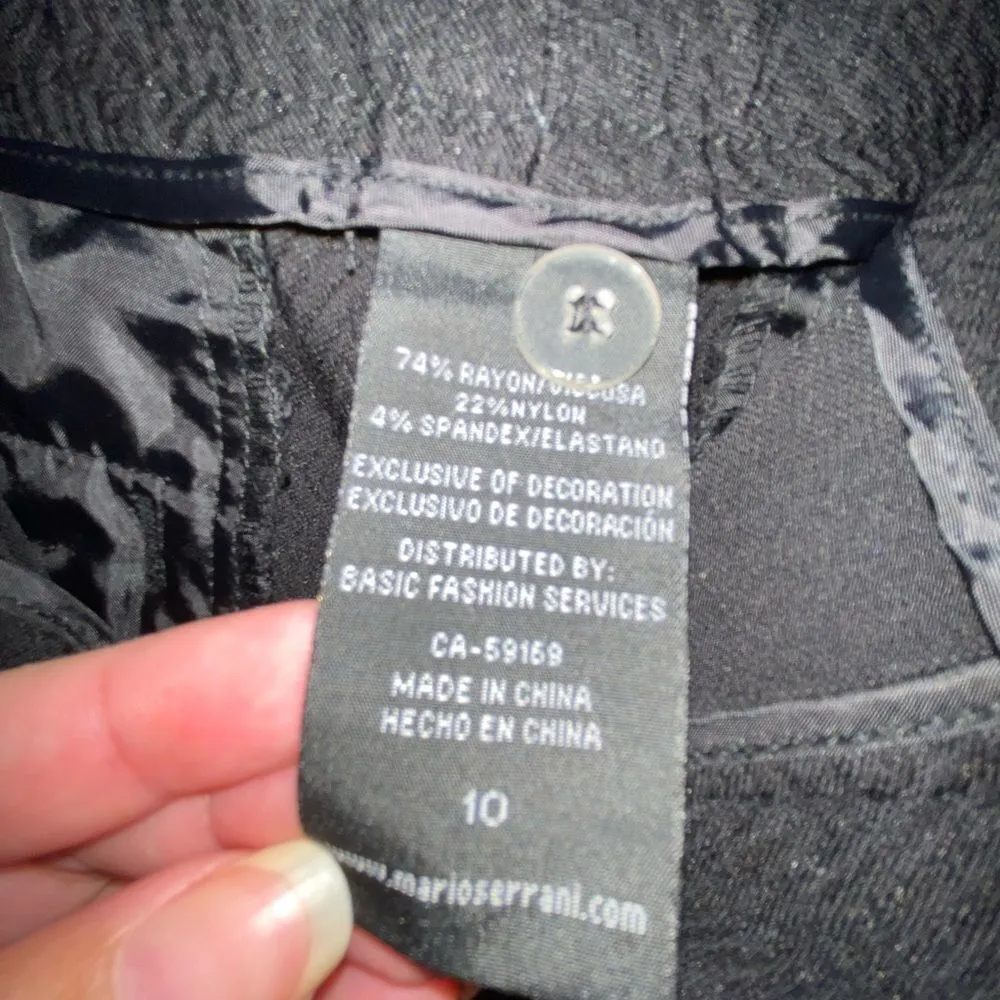 74% RAYON/VISCOSA
22%NYLON
4% SPANDEX/ELASTANO
EXCLUSIVE OF DECORATION
EXCLUSIVO DE DECORACIÓN
DISTRIBUTED BY:
BASIC FASHION SERVICES
CA-59169
MADE IN CHINA
HECHO EN CHINA
10
www.marioserrani.com